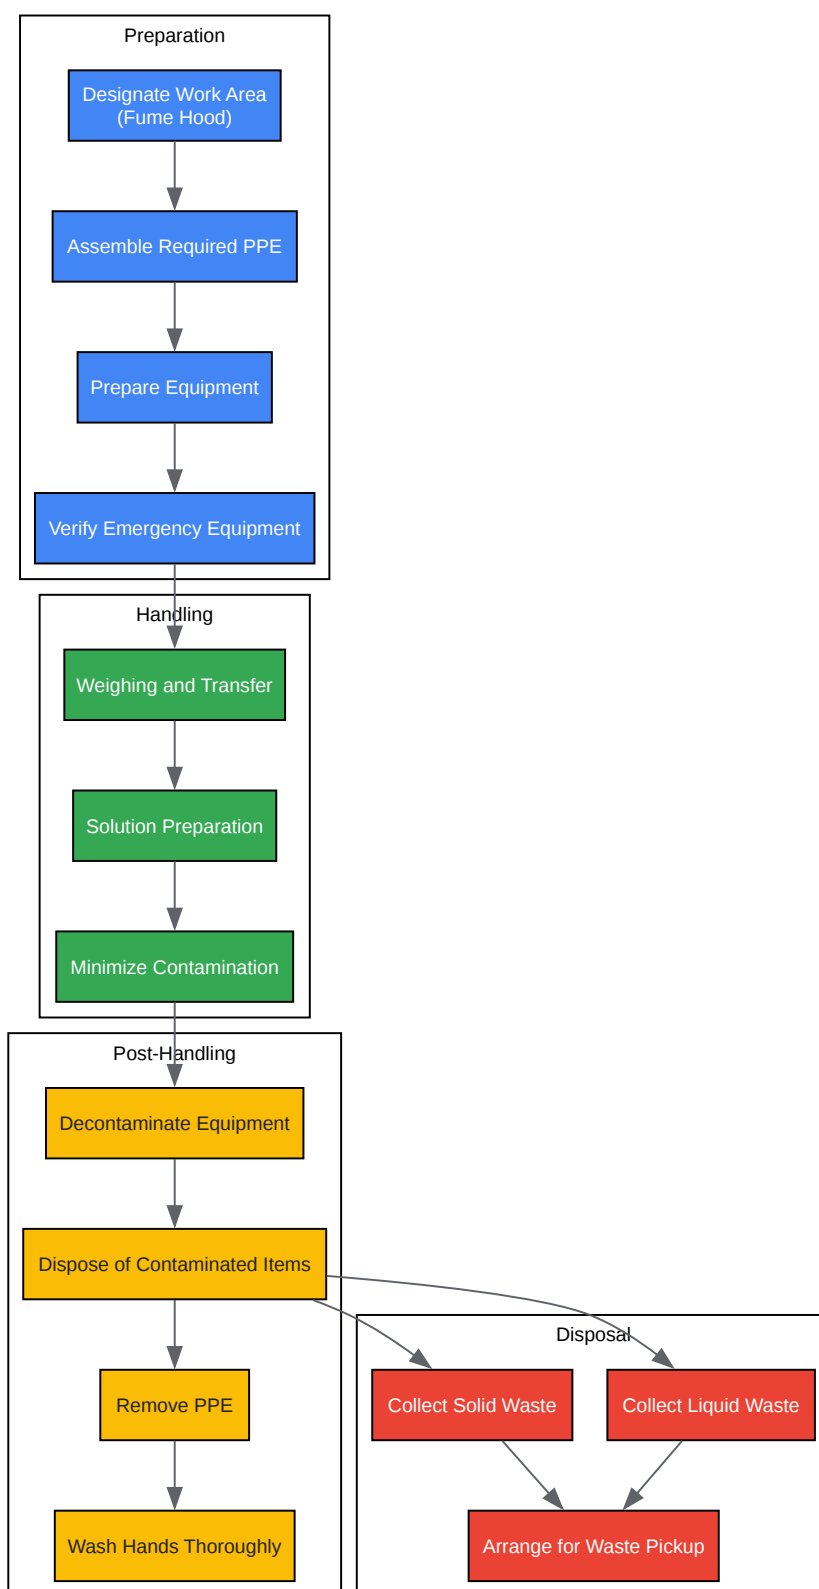 Preparation
Designate Work Area
(Fume Hood)
Assemble Required PPE
Prepare Equipment
Verify Emergency Equipment
Handling
Weighing and Transfer
Solution Preparation
Minimize Contamination
Post-Handling
Decontaminate Equipment
Dispose of Contaminated Items
Remove PPE
Wash Hands Thoroughly
Disposal
Collect Solid Waste
Collect Liquid Waste
Arrange for Waste Pickup